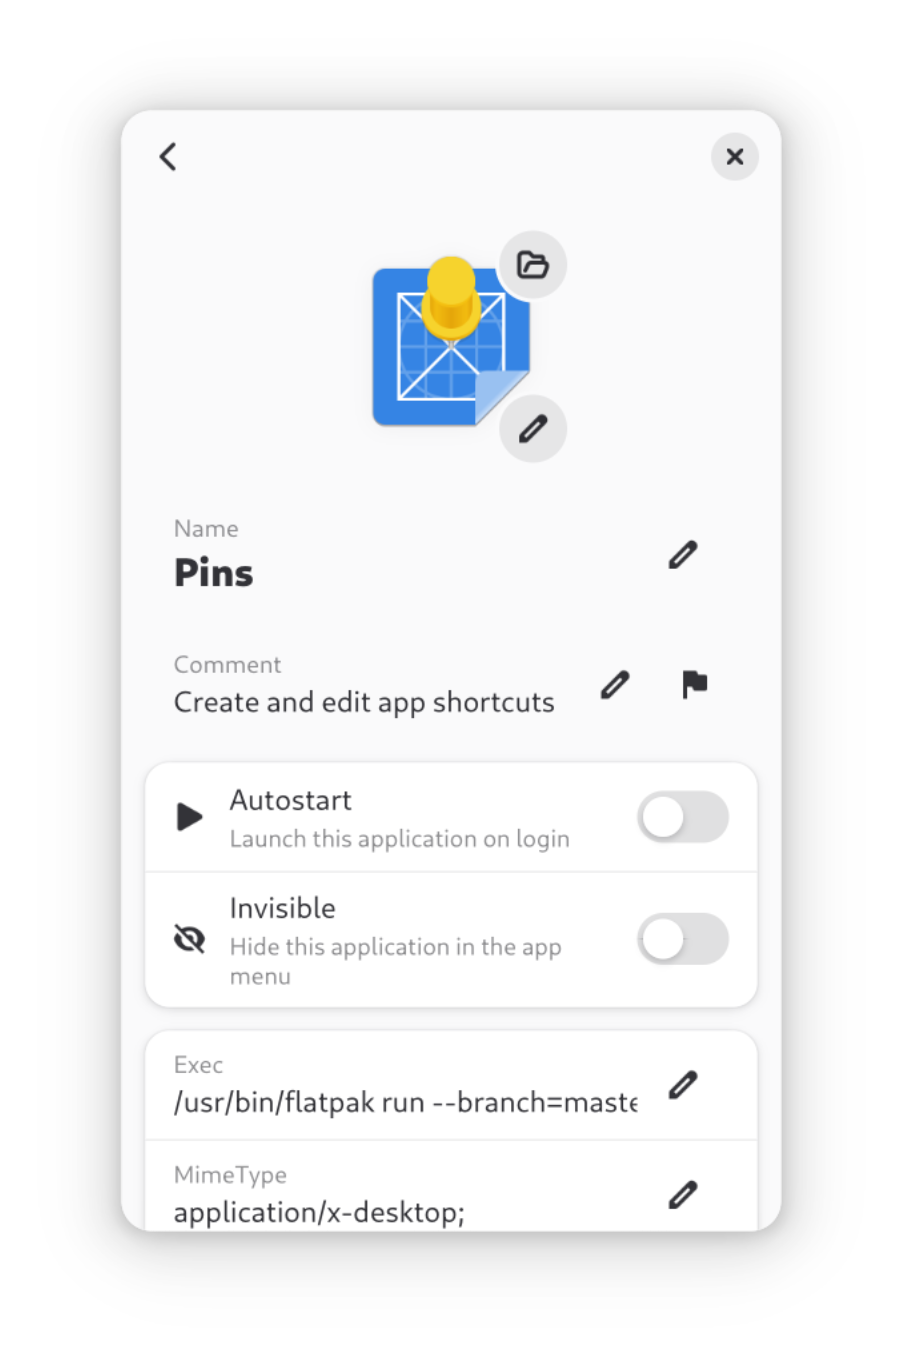 Name
Pins
Comment
Create and edit app shortcuts
Autostart
Launch this application on login
Invisible
Hide this application in the app
menu
Exec
/usr/bin/flatpak run --branch=maste
MimeType
application/x-desktop;